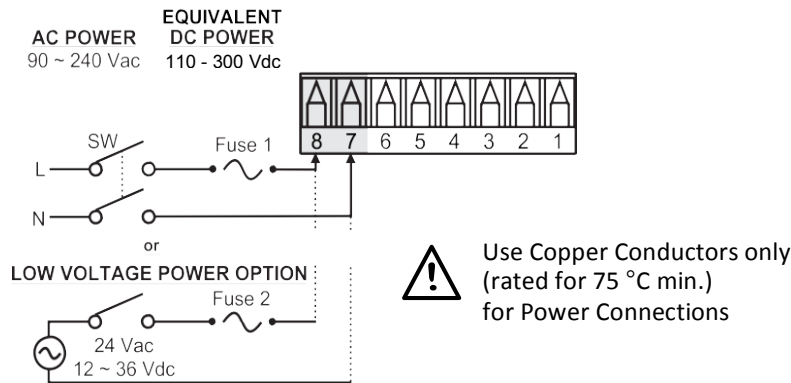 AC POWER
90 ~ 240 Vac
EQUIVALENT
DC POWER
110 - 300 Vdc
8 7 6 5 4 3 2 1
SW
Fuse 1
L
N
or
LOW VOLTAGE POWER OPTION
Fuse 2
24 Vac
12 ~ 36 Vdc
!
Use Copper Conductors only
(rated for 75 °C min.)
for Power Connections